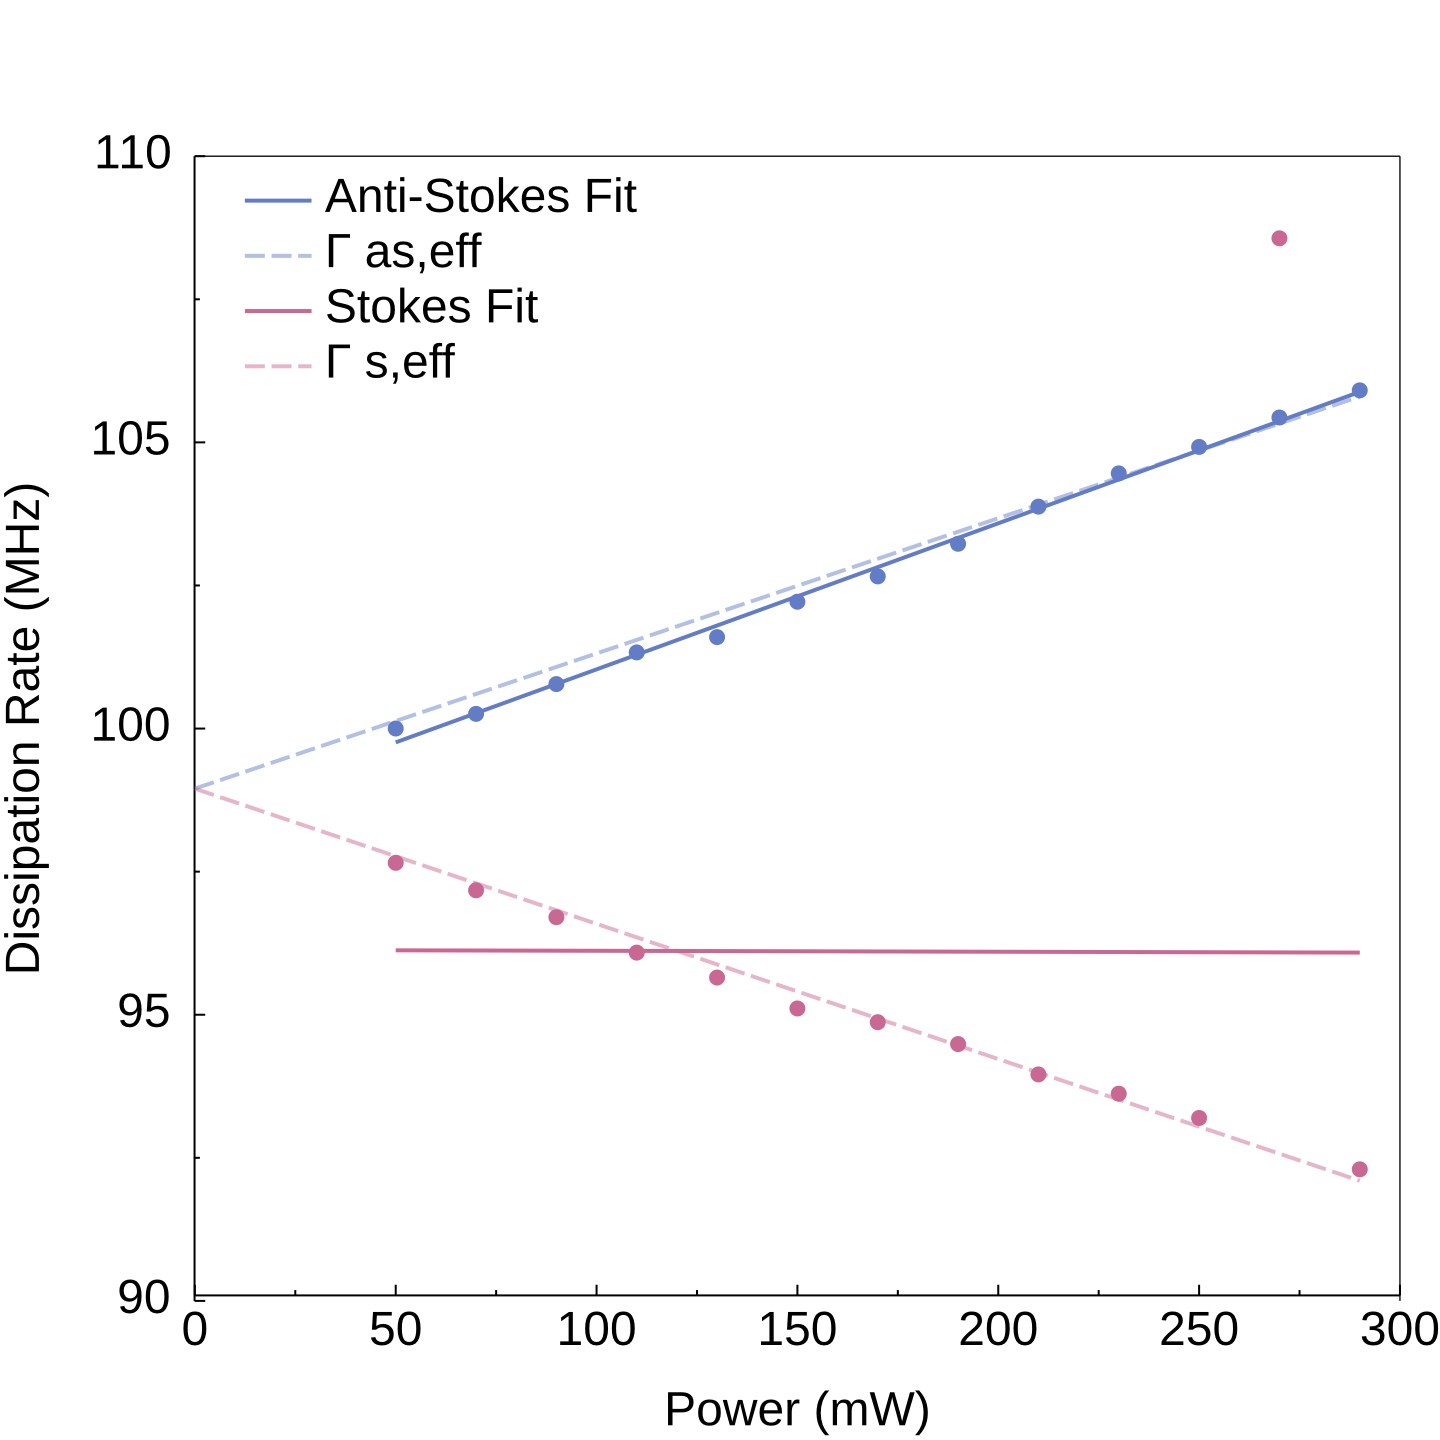 110
Anti-Stokes Fit
Γ as,eff
Stokes Fit
Γ s,eff
105
100
95
90
Dissipation Rate (MHz)
0 50 100 150 200 250 300
Power (mW)